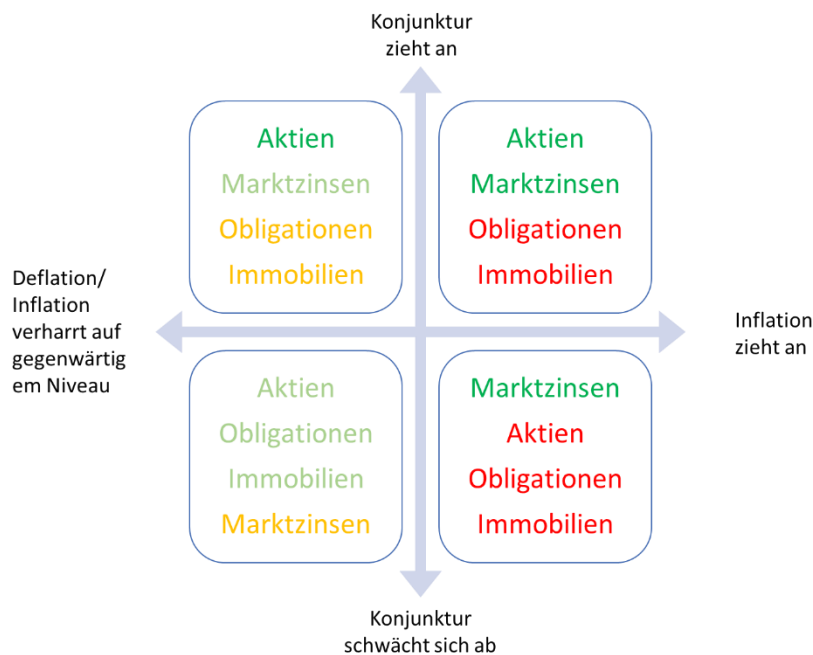 Konjunktur
zieht an
Aktien
Marktzinsen
Obligationen
Immobilien
Aktien
Marktzinsen
Obligationen
Immobilien
Deflation/
Inflation
verharrt auf
gegenwärtig
em Niveau
Inflation
zieht an
Aktien
Obligationen
Immobilien
Marktzinsen
Marktzinsen
Aktien
Obligationen
Immobilien
Konjunktur
schwächt sich ab